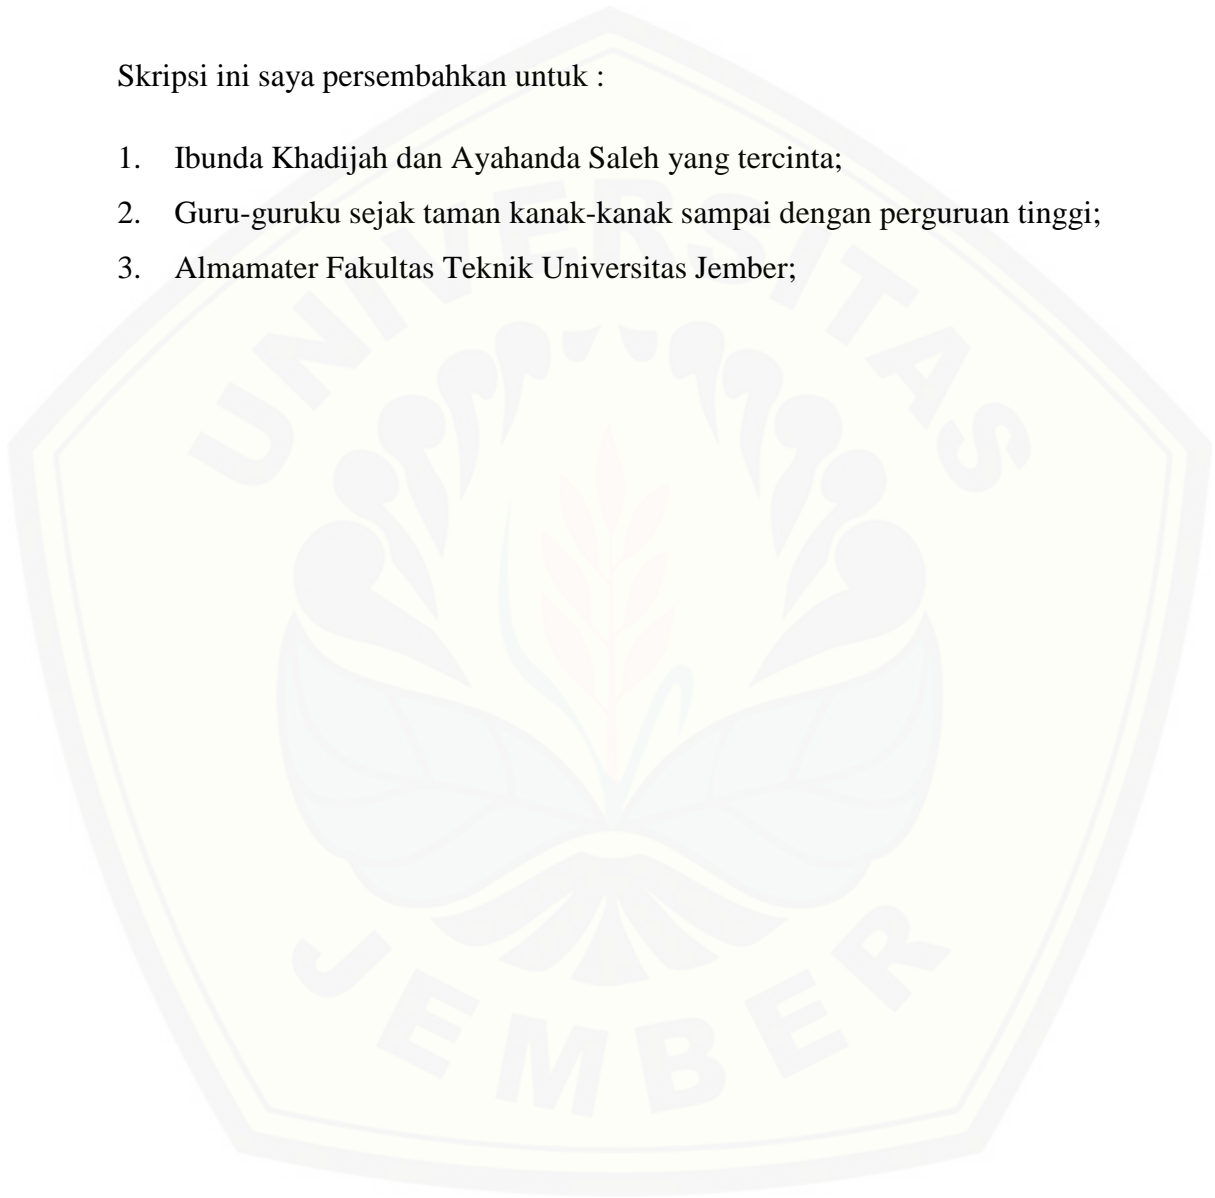 Skripsi ini saya persembahkan untuk :
1. Ibunda Khadijah dan Ayahanda Saleh yang tercinta;
2. Guru-guruku sejak taman kanak-kanak sampai dengan perguruan tinggi;
3. Almamater Fakultas Teknik Universitas Jember;
UNIVERSITAS
JEMBER